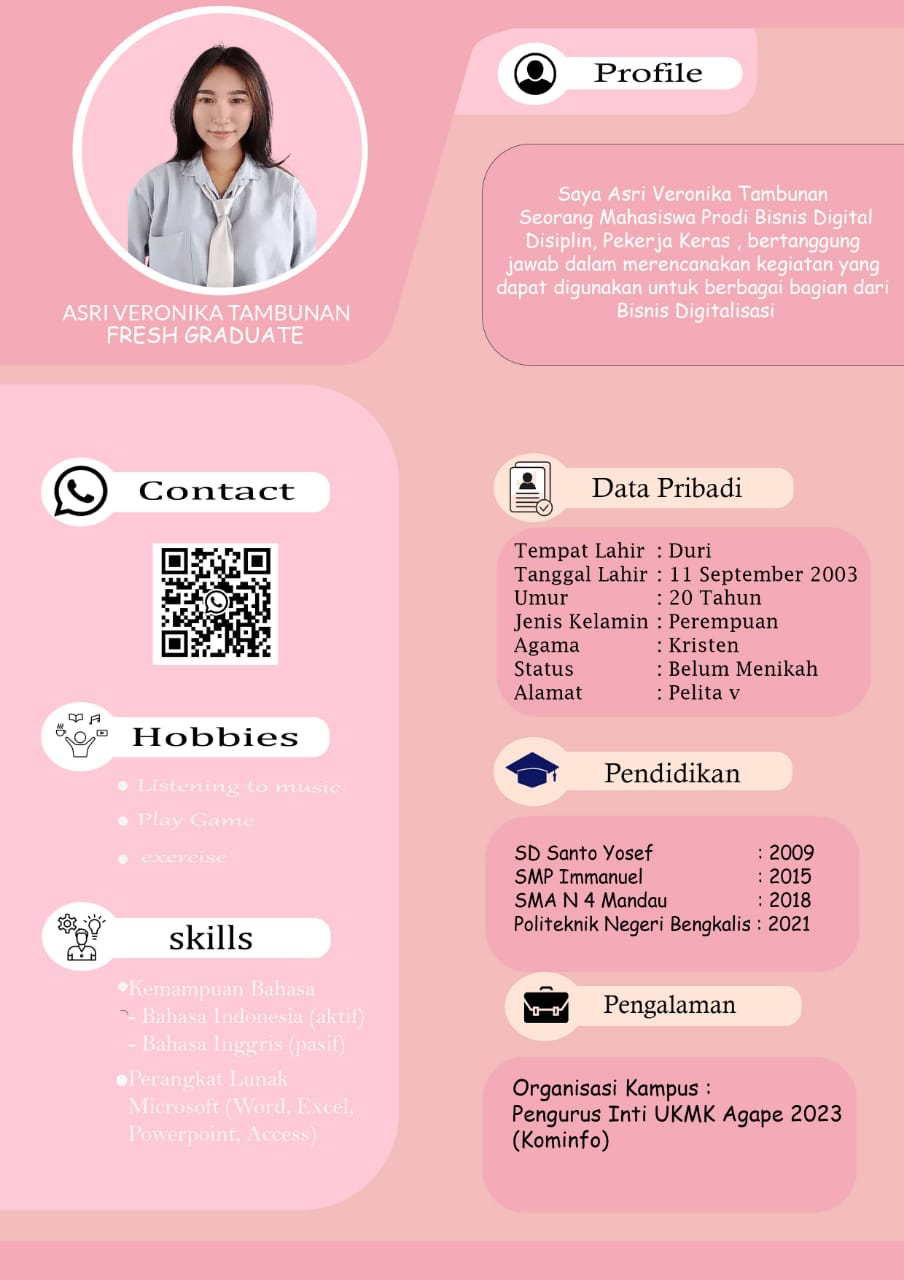 ASRI VERONIKA TAMBUNAN
FRESH GRADUATE
Profile
Saya Asri Veronika Tambunan
Seorang Mahasiswa Prodi Bisnis Digital
Disiplin, Pekerja Keras , bertanggung
jawab dalam merencanakan kegiatan yang
dapat digunakan untuk berbagai bagian dari
Bisnis Digitalisasi
Contact
Hobbies
• Listening to music
• Play Game
• exercise
skills
•Kemampuan Bahasa
- Bahasa Indonesia (aktif)
- Bahasa Inggris (pasif)
•Perangkat Lunak
Microsoft (Word, Excel,
Powerpoint, Access)
Data Pribadi
Tempat Lahir : Duri
Tanggal Lahir : 11 September 2003
Umur : 20 Tahun
Jenis Kelamin : Perempuan
Agama : Kristen
Status : Belum Menikah
Alamat : Pelita v
Pendidikan
SD Santo Yosef : 2009
SMP Immanuel : 2015
SMA N 4 Mandau : 2018
Politeknik Negeri Bengkalis : 2021
Pengalaman
Organisasi Kampus :
Pengurus Inti UKMK Agape 2023
(Kominfo)